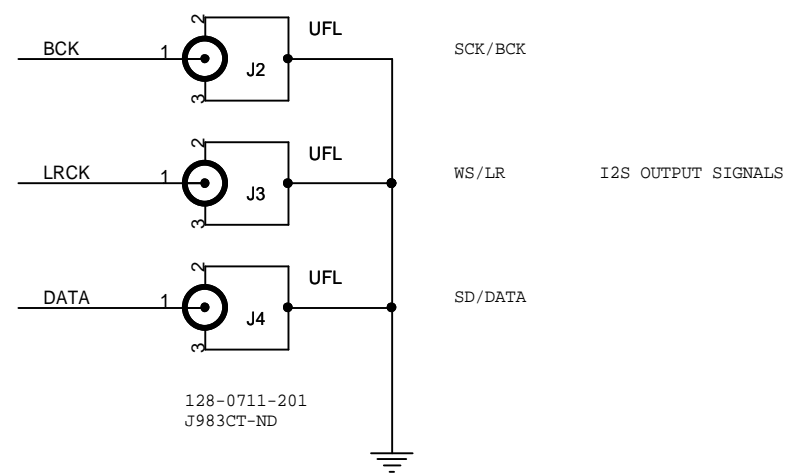 2
UFL
BCK
1
J2
SCK/BCK
3
2
UFL
LRCK
1
J3
WS/LR
I2S OUTPUT SIGNALS
3
2
UFL
DATA
1
J4
SD/DATA
3
128-0711-201
J983CT-ND